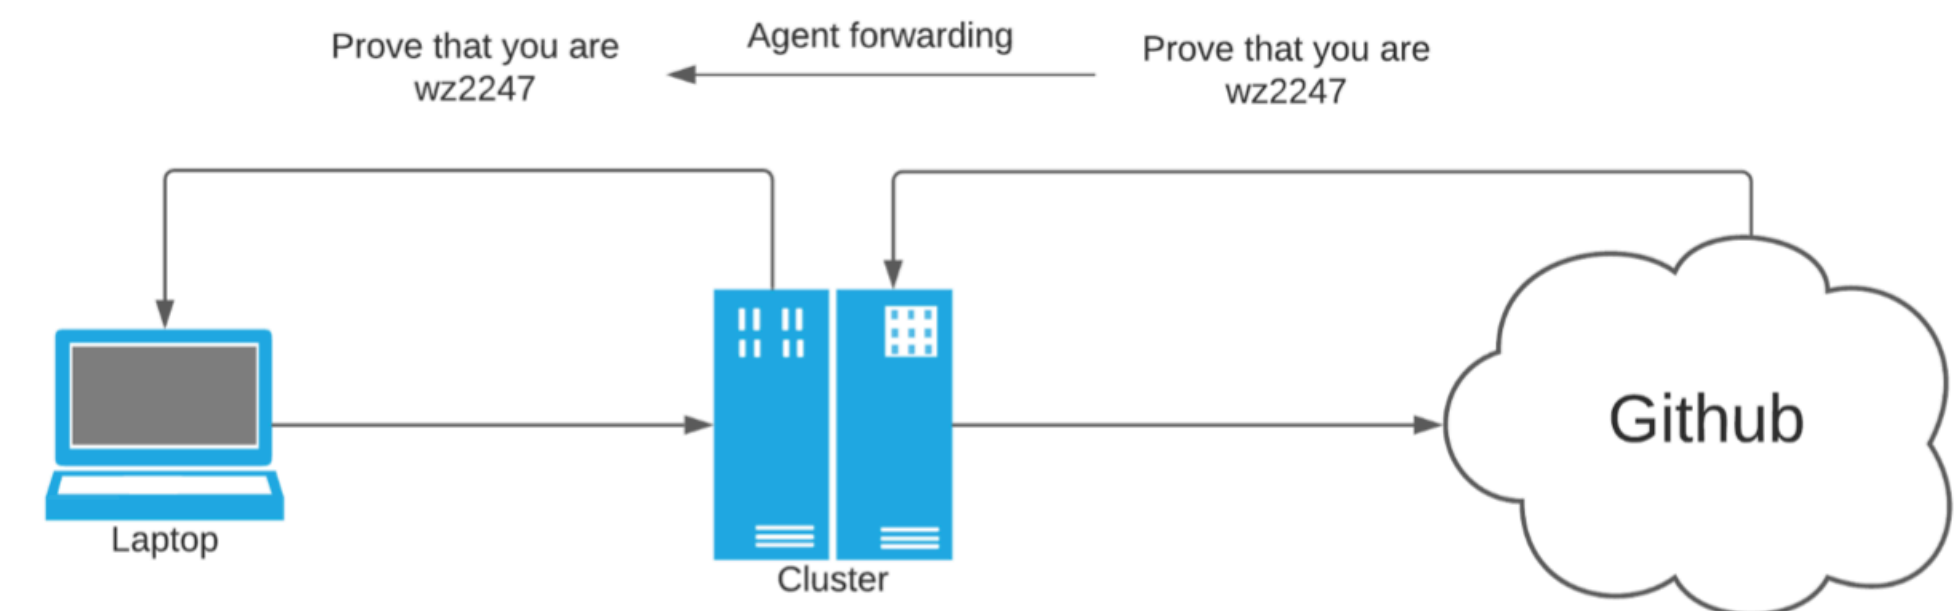 Prove that you are
wz2247
Agent forwarding
Prove that you are
wz2247
Laptop
Cluster
Github